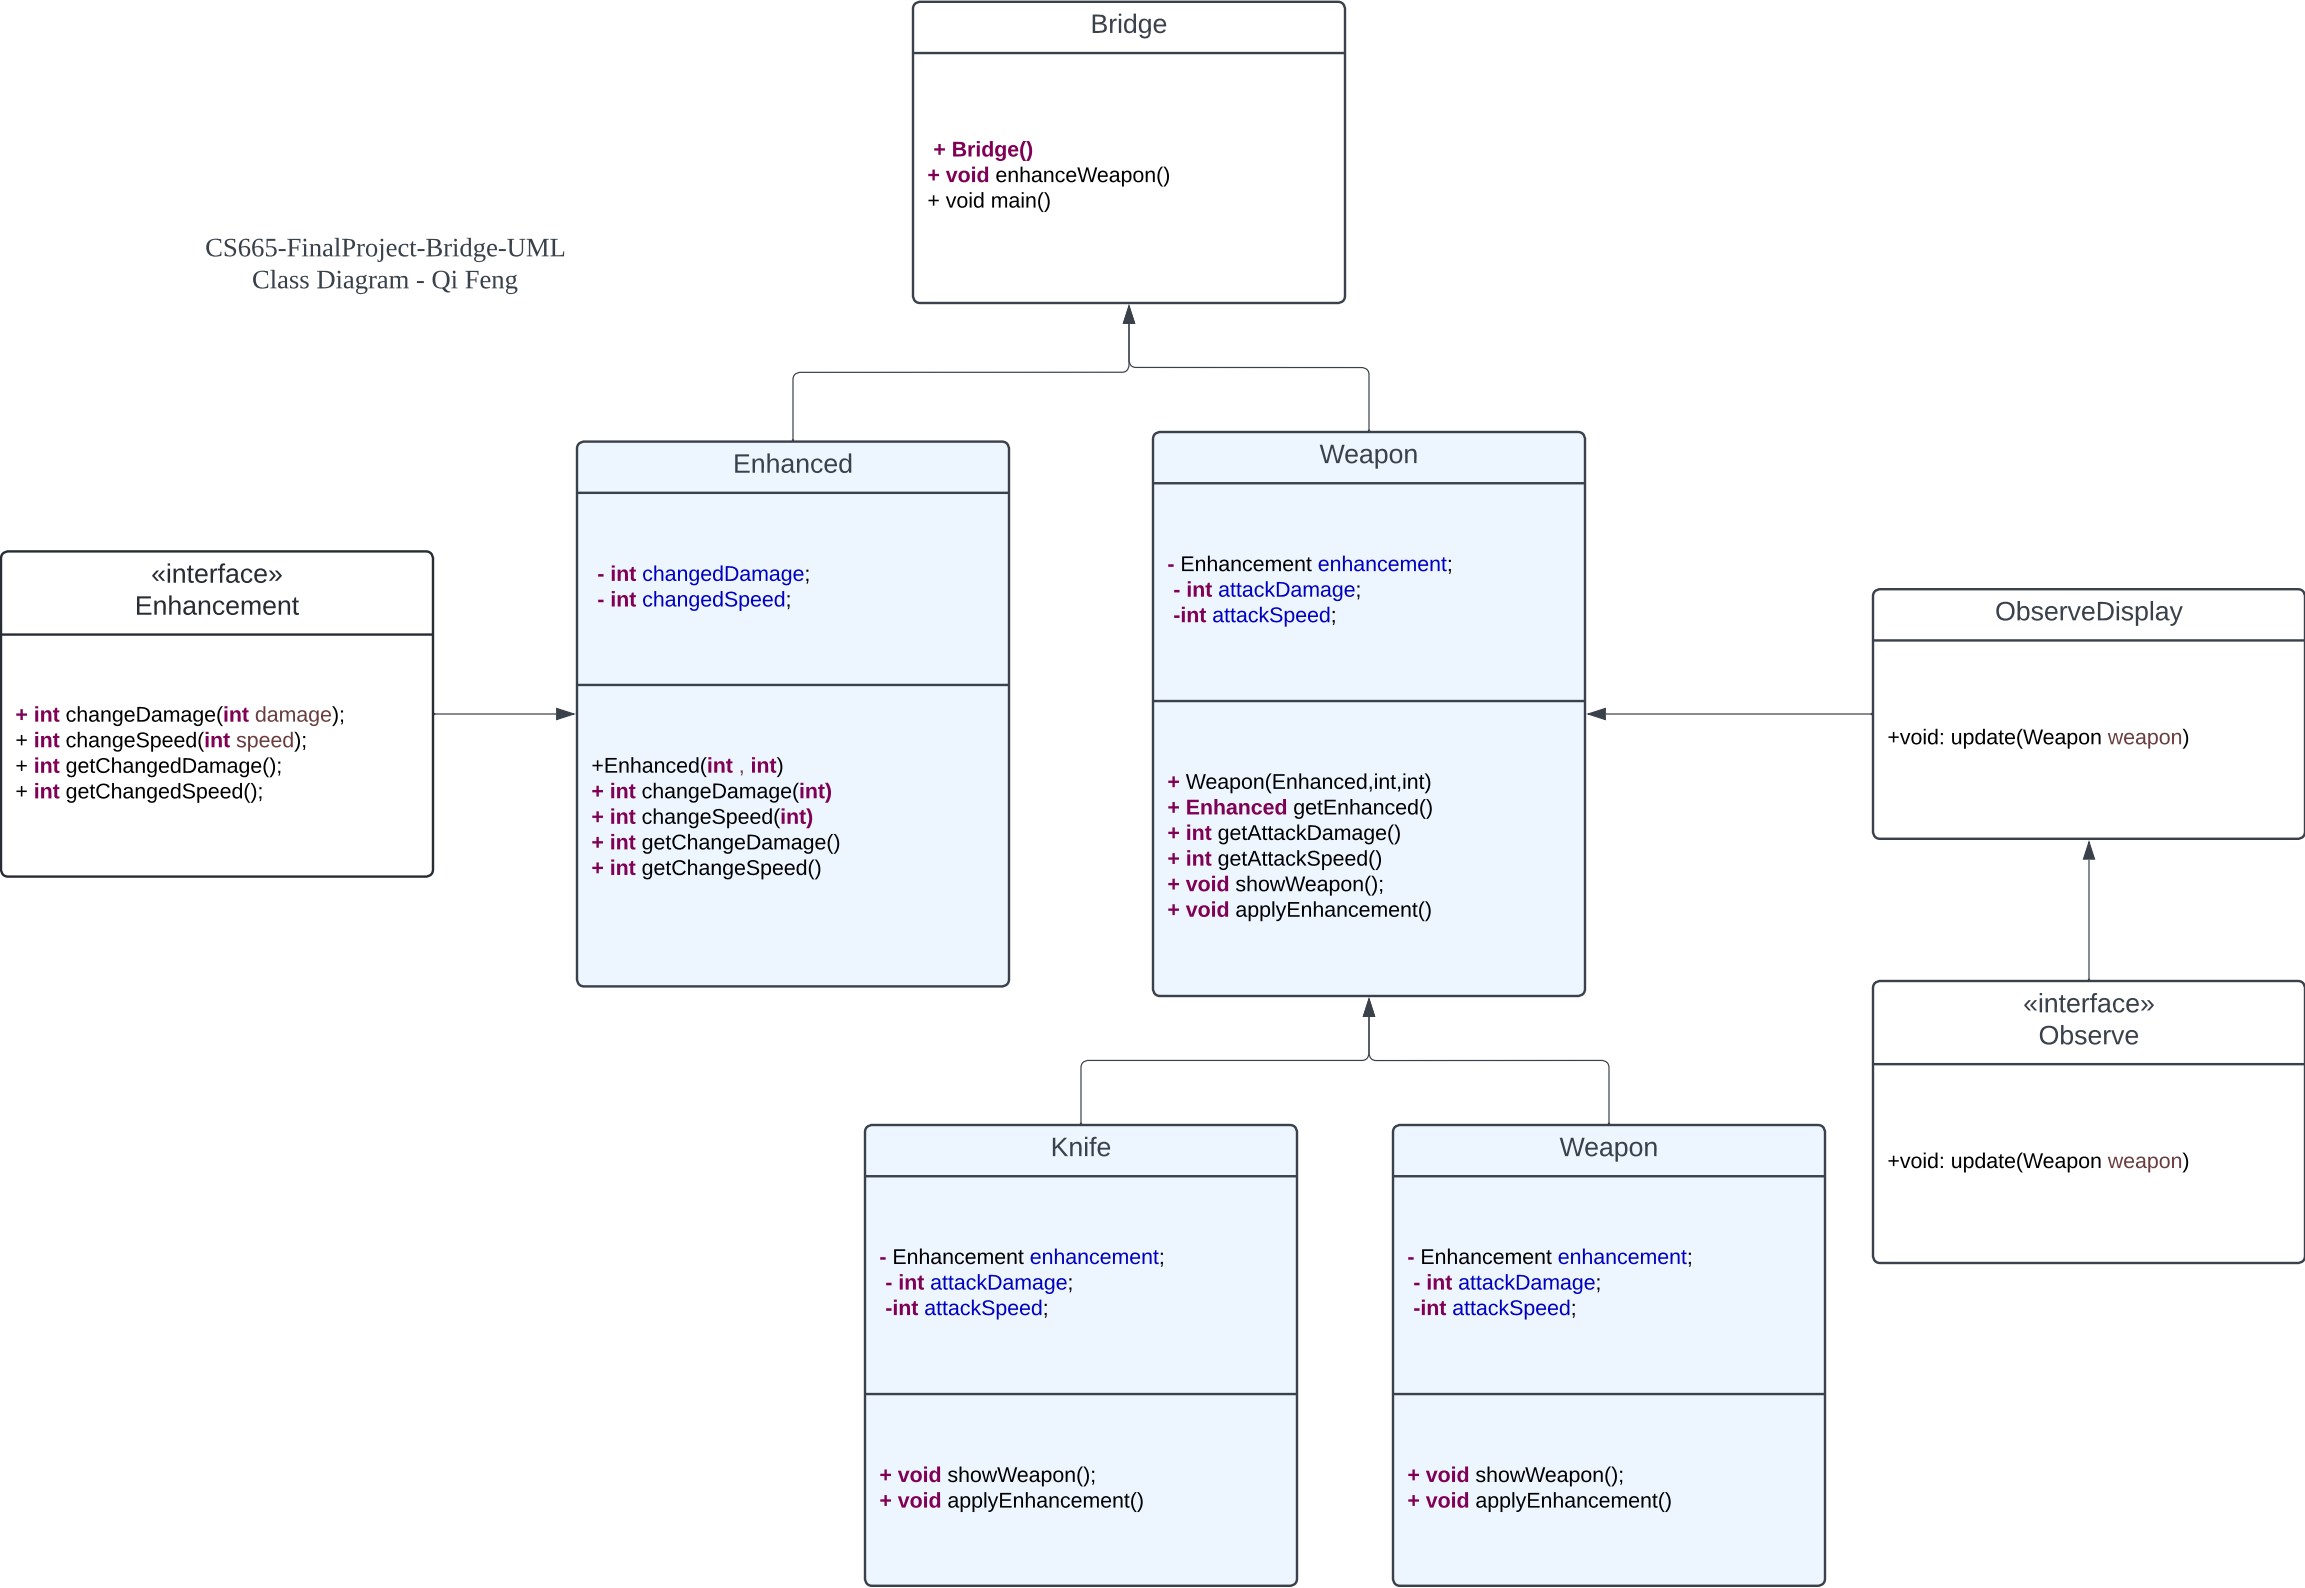 Bridge
+ Bridge()
+ void enhanceWeapon()
+ void main()
CS665-FinalProject-Bridge-UML
Class Diagram - Qi Feng
Enhanced
- int changedDamage;
- int changedSpeed;
+Enhanced(int , int)
+ int changeDamage(int)
+ int changeSpeed(int)
+ int getChangeDamage()
+ int getChangeSpeed()
Weapon
- Enhancement enhancement;
- int attackDamage;
-int attackSpeed;
+ Weapon(Enhanced,int,int)
+ Enhanced getEnhanced()
+ int getAttackDamage()
+ int getAttackSpeed()
+ void showWeapon();
+ void applyEnhancement()
«interface»
Enhancement
+ int changeDamage(int damage);
+ int changeSpeed(int speed);
+ int getChangedDamage();
+ int getChangedSpeed();
ObserveDisplay
+void: update(Weapon weapon)
«interface»
Observe
+void: update(Weapon weapon)
Knife
- Enhancement enhancement;
- int attackDamage;
-int attackSpeed;
+ void showWeapon();
+ void applyEnhancement()
Weapon
- Enhancement enhancement;
- int attackDamage;
-int attackSpeed;
+ void showWeapon();
+ void applyEnhancement()